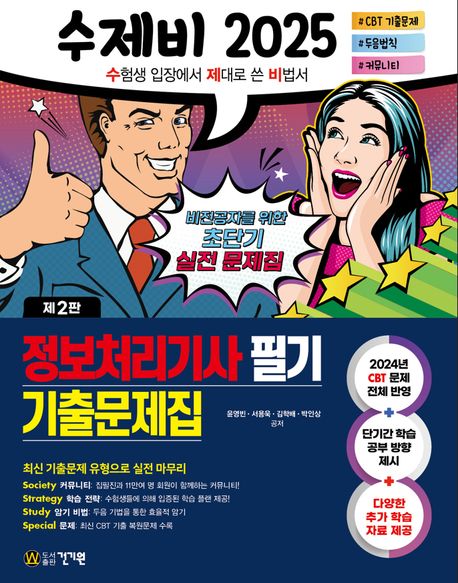 수제비 2025
수험생 입장에서 제대로 쓴 비법서
#CBT 기출문제
#두음법칙
#커뮤니티
비전공자를 위한
초단기
실전 문제집
제2판
정보처리기사 필기
기출문제집
윤영빈·서용욱·김학배·박인상
공저
2024년
CBT 문제
전체 반영
+
단기간 학습
공부 방향
제시
+
다양한
추가 학습
자료 제공
최신 기출문제 유형으로 실전 마무리
Society 커뮤니티: 집필진과 11만여 명 회원이 함께하는 커뮤니티!
Strategy 학습 전략: 수험생들에 의해 입증된 학습 플랜 제공!
Study 암기 비법: 두음 기법을 통한 효율적 암기
Special 문제: 최신 CBT 기출 복원문제 수록
W 도서출판 건기원